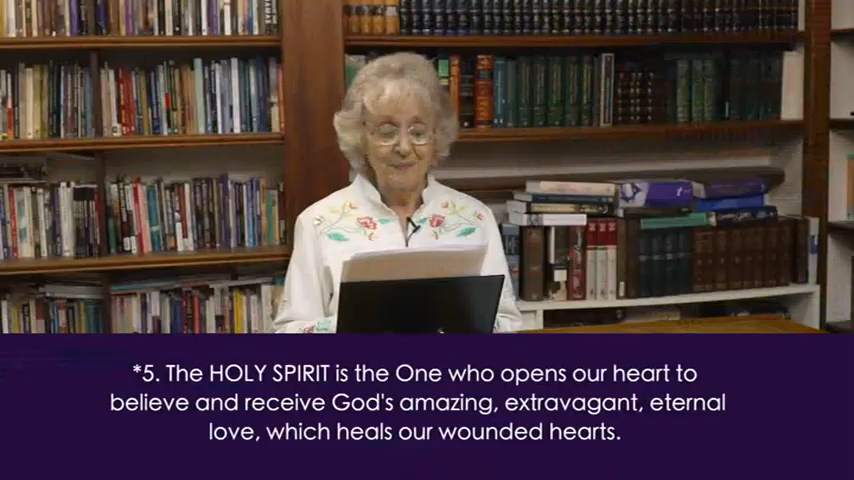 *5. The HOLY SPIRIT is the One who opens our heart to
believe and receive God's amazing, extravagant, eternal
love, which heals our wounded hearts.